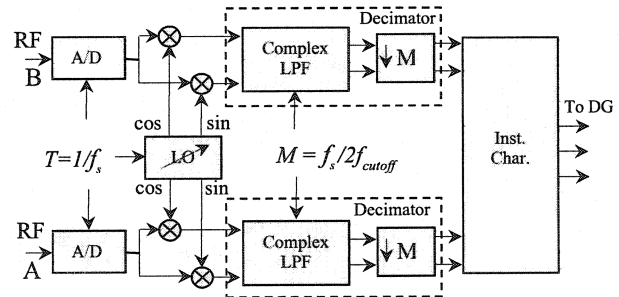 Decimator
RF
B
A/D
Complex
LPF
↓ M
cos
sin
To DG
T=1/fs
LO
M = fs/2fcutoff
Inst.
Char.
cos
sin
Decimator
RF
A
A/D
Complex
LPF
↓ M